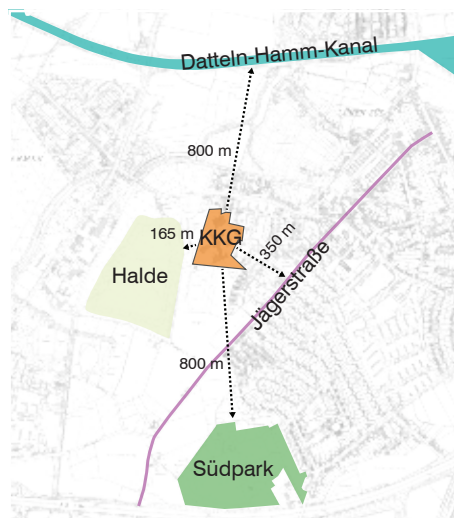 Datteln-Hamm-Kanal
800 m
165 m
KKG
350 m
Halde
Jägerstraße
800 m
Südpark